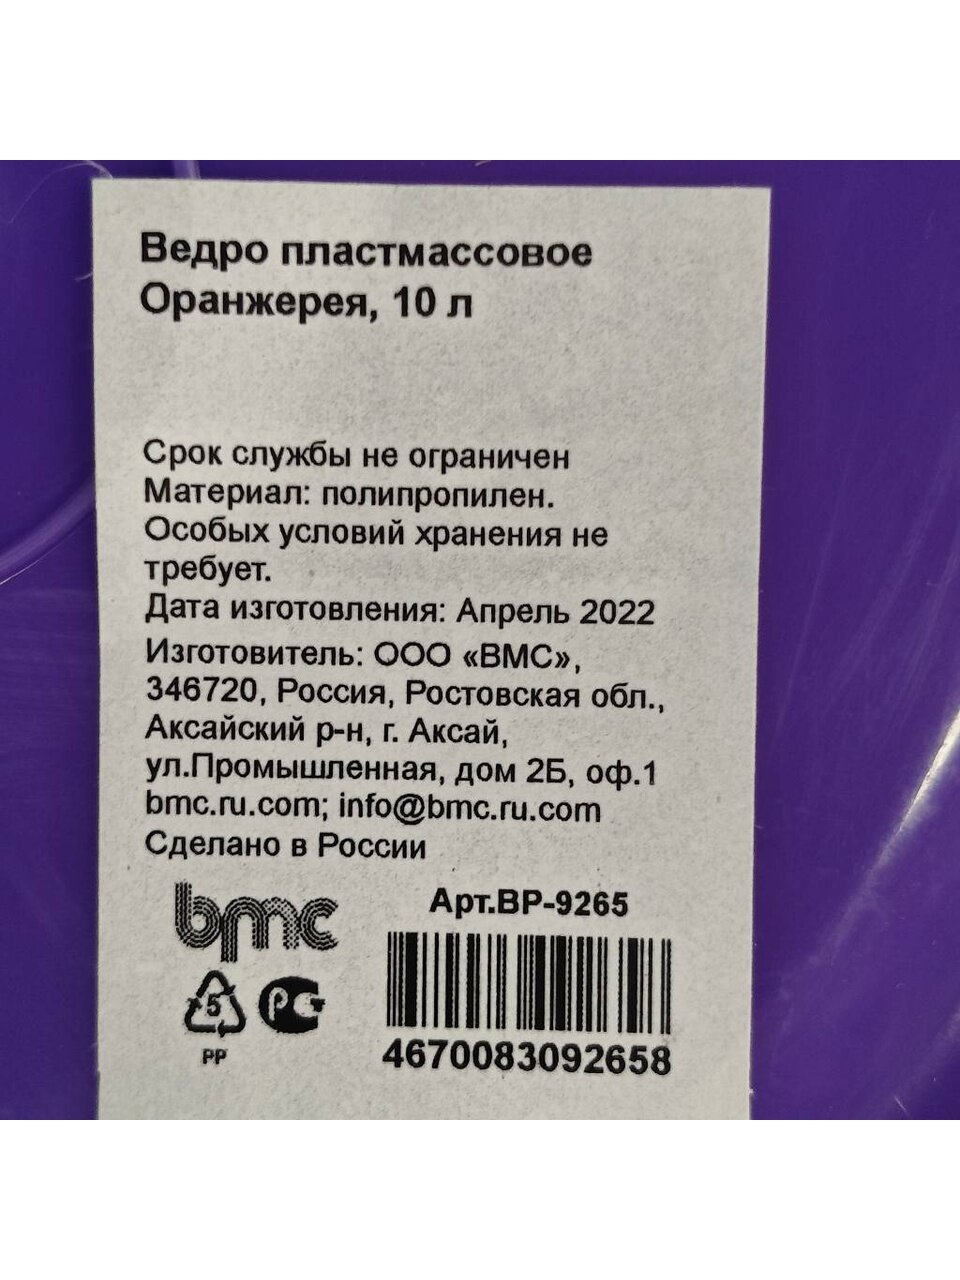 Ведро пластмассовое
Оранжерея, 10 л
Срок службы не ограничен
Материал: полипропилен.
Особых условий хранения не
требует.
Дата изготовления: Апрель 2022
Изготовитель: ООО «ВМС»,
346720, Россия, Ростовская обл.,
Аксайский р-н, г. Аксай,
ул.Промышленная, дом 2Б, оф.1
bmc.ru.com; info@bmc.ru.com
Сделано в России
bmc
Арт.ВР-9265
5
РС
PP
4670083092658